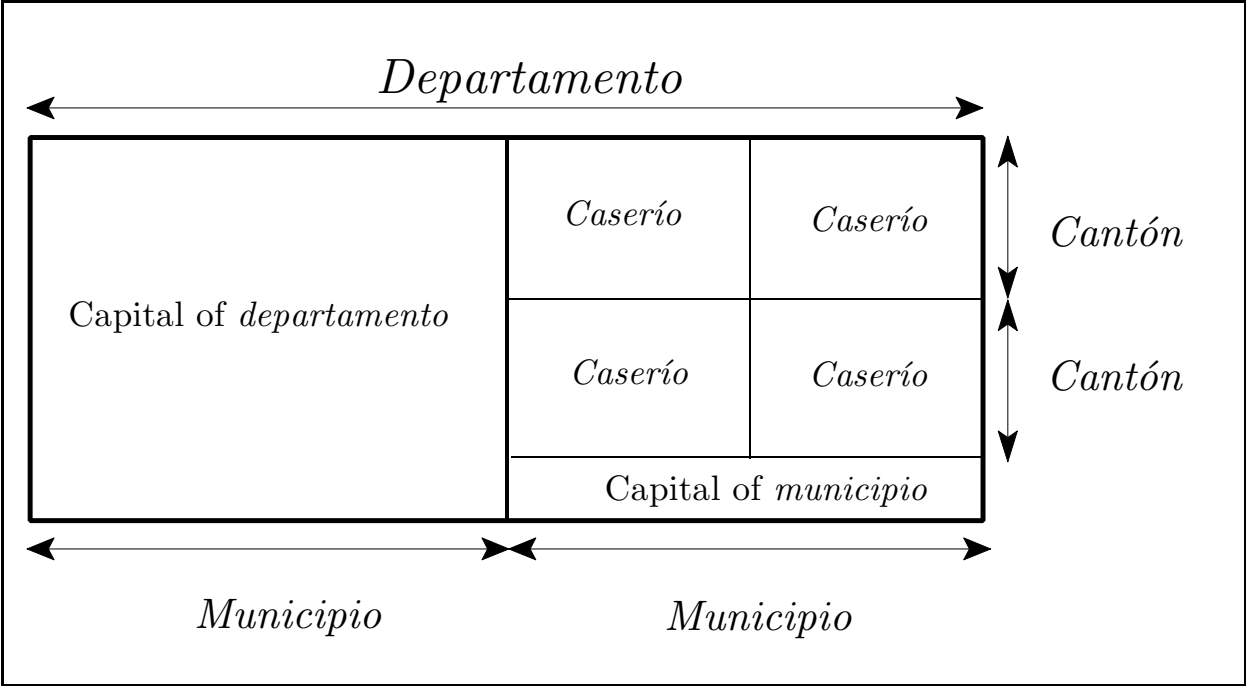 Departamento
Caserío
Caserío
Cantón
Capital of departamento
Caserío
Caserío
Cantón
Capital of municipio
Municipio
Municipio